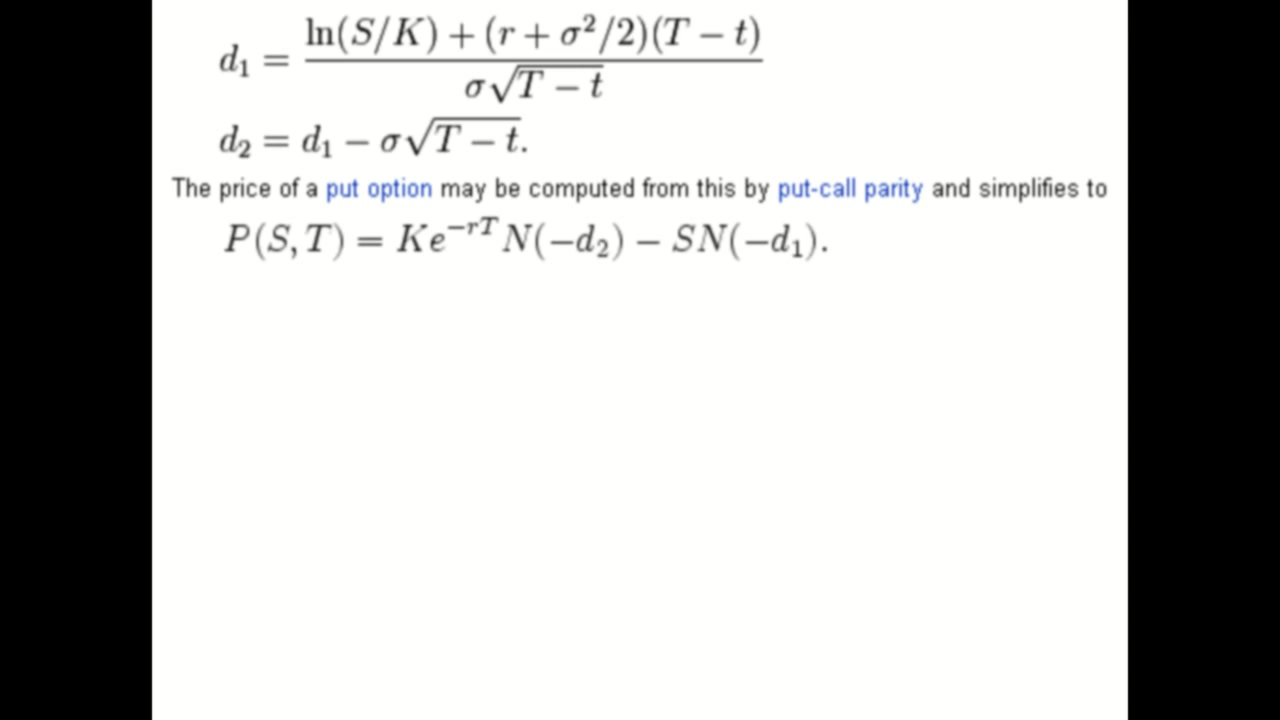 d₁ = ln(S/K) + (r + σ²/2)(T − t) / σ√T − t
d₂ = d₁ − σ√T − t.
The price of a put option may be computed from this by put-call parity and simplifies to
P(S, T) = Ke⁻ʳᵀ N(−d₂) − SN(−d₁).